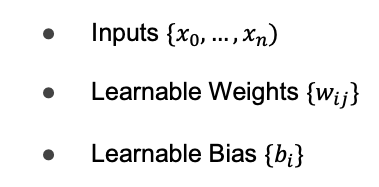 • Inputs {x₀, … , xₙ)
• Learnable Weights {wᵢⱼ}
• Learnable Bias {bᵢ}